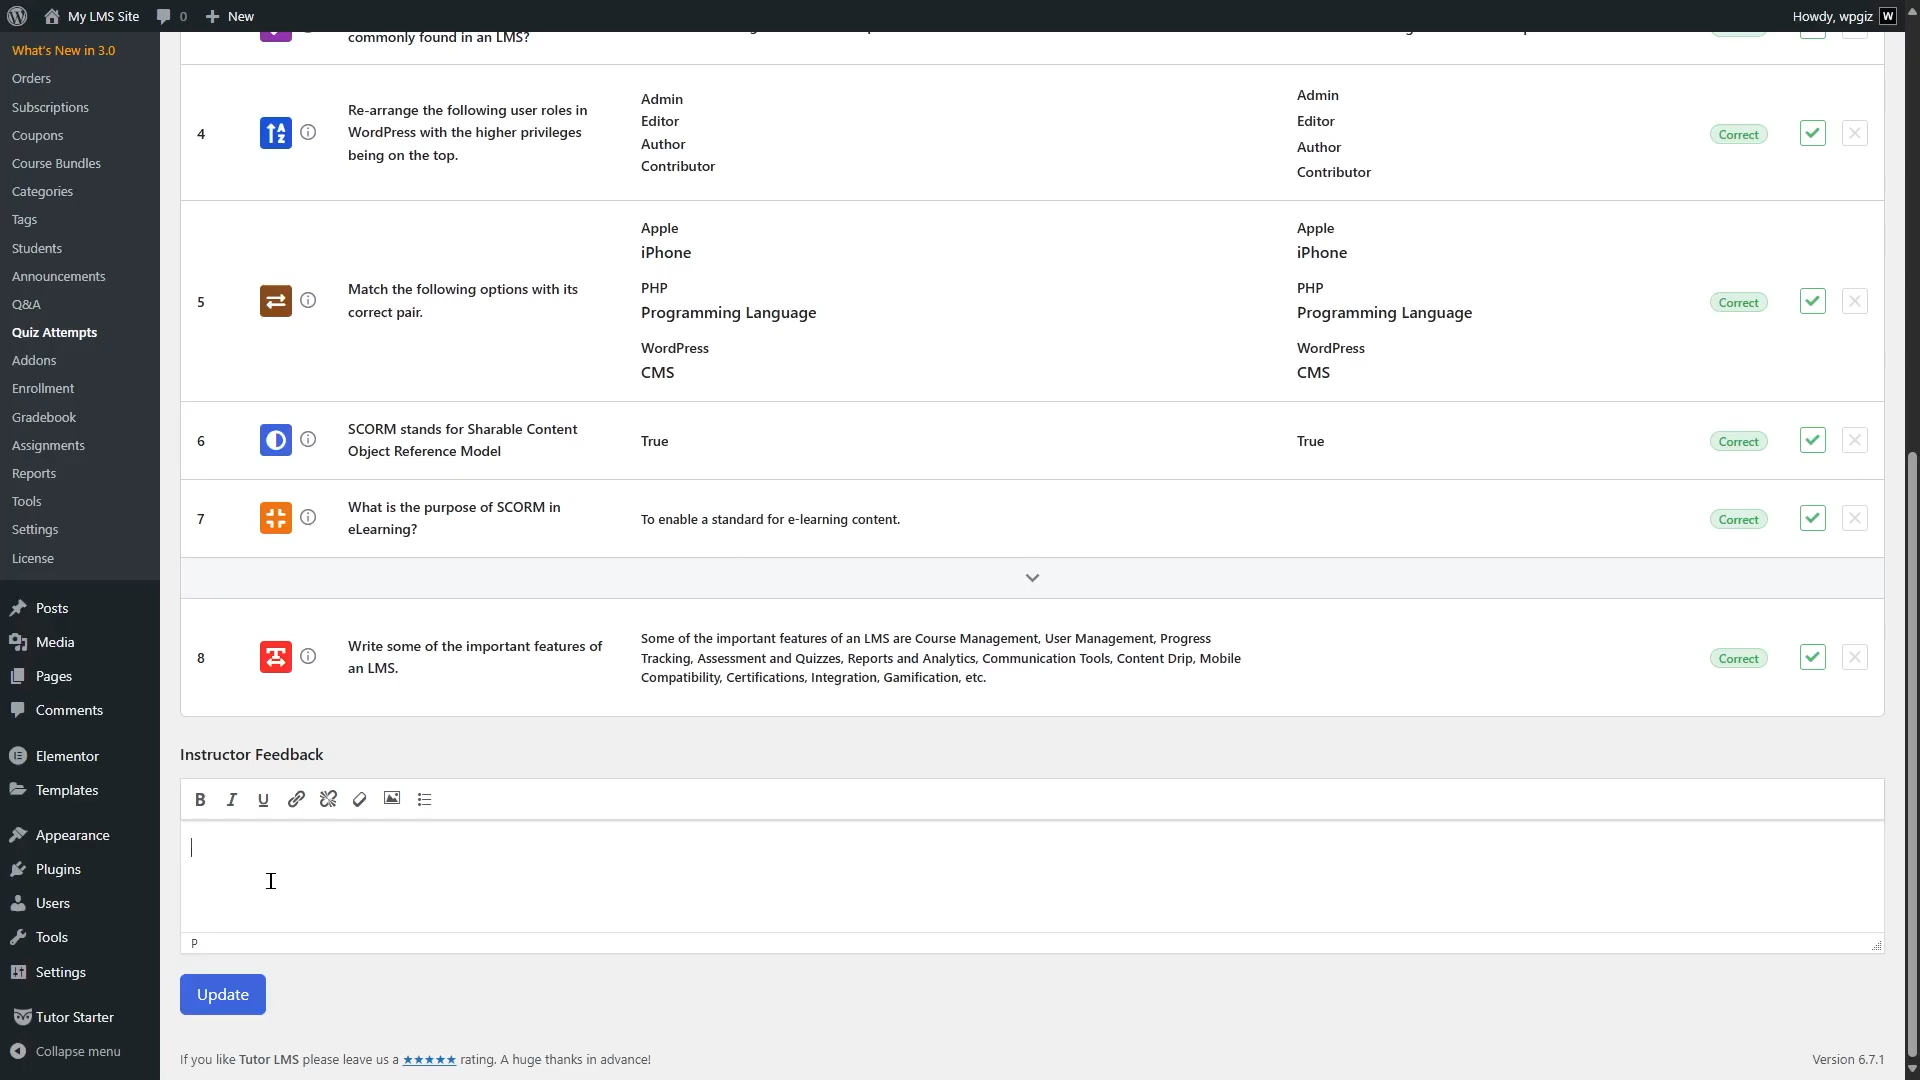 My LMS Site
0
New
Howdy, wpgiz
What's New in 3.0
Orders
Subscriptions
Coupons
Course Bundles
Categories
Tags
Students
Announcements
Q&A
Quiz Attempts
Addons
Enrollment
Gradebook
Assignments
Reports
Tools
Settings
License
Posts
Media
Pages
Comments
Elementor
Templates
Appearance
Plugins
Users
Tools
Settings
Tutor Starter
Collapse menu
commonly found in an LMS?
4
Re-arrange the following user roles in
WordPress with the higher privileges
being on the top.
Admin
Editor
Author
Contributor
Admin
Editor
Author
Contributor
Correct
5
Match the following options with its
correct pair.
Apple
iPhone
PHP
Programming Language
WordPress
CMS
Apple
iPhone
PHP
Programming Language
WordPress
CMS
Correct
6
SCORM stands for Sharable Content
Object Reference Model
True
True
Correct
7
What is the purpose of SCORM in
eLearning?
To enable a standard for e-learning content.
Correct
8
Write some of the important features of
an LMS.
Some of the important features of an LMS are Course Management, User Management, Progress
Tracking, Assessment and Quizzes, Reports and Analytics, Communication Tools, Content Drip, Mobile
Compatibility, Certifications, Integration, Gamification, etc.
Correct
Instructor Feedback
B I U
P
Update
If you like Tutor LMS please leave us a ★★★★★ rating. A huge thanks in advance!
Version 6.7.1